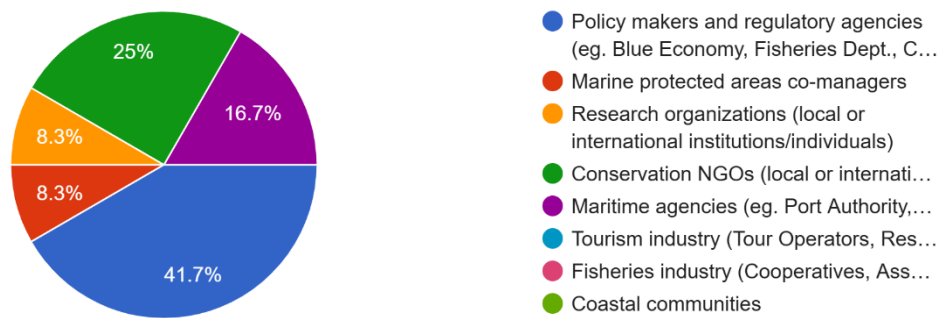 25%
16.7%
8.3%
8.3%
41.7%
Policy makers and regulatory agencies
(eg. Blue Economy, Fisheries Dept., C…
Marine protected areas co-managers
Research organizations (local or
international institutions/individuals)
Conservation NGOs (local or internati…
Maritime agencies (eg. Port Authority,…
Tourism industry (Tour Operators, Res…
Fisheries industry (Cooperatives, Ass…
Coastal communities